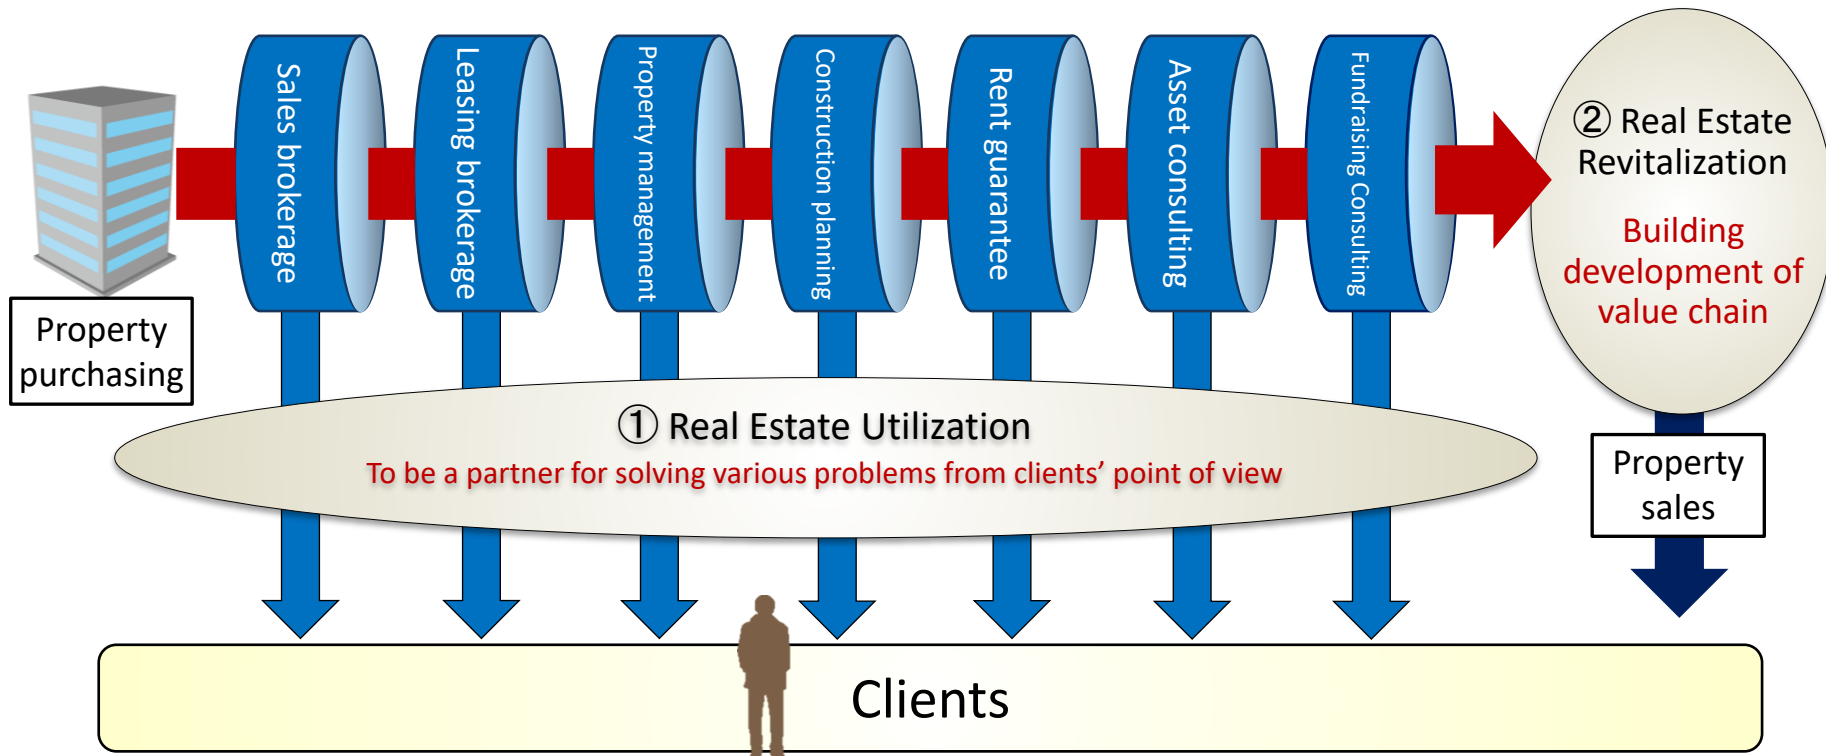 Sales brokerage
Leasing brokerage
Property management
Construction planning
Rent guarantee
Asset consulting
Fundraising Consulting
② Real Estate
Revitalization
Building
development of
value chain
Property
purchasing
① Real Estate Utilization
To be a partner for solving various problems from clients’ point of view
Property
sales
Clients